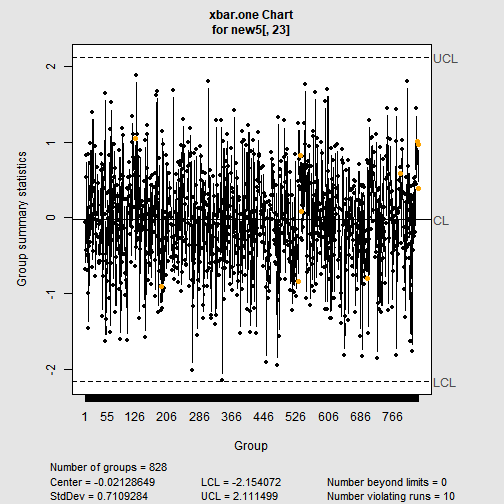 xbar.one Chart
for new5[, 23]
UCL
2
1
0
-1
-2
CL
LCL
Group summary statistics
1 55 126 206 286 366 446 526 606 686 766
Group
Number of groups = 828
Center = -0.02128649 LCL = -2.154072 Number beyond limits = 0
StdDev = 0.7109284 UCL = 2.111499 Number violating runs = 10